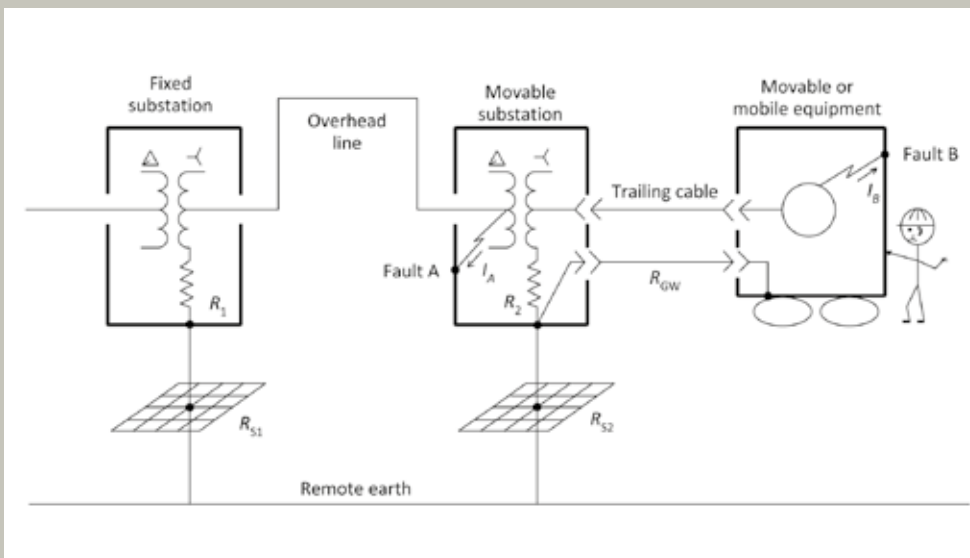 Fixed
substation
Overhead
line
Movable
substation
Movable or
mobile equipment
Trailing cable
Fault B
I_B
Fault A
I_A
R_1
R_2
R_GW
R_S1
R_S2
Remote earth